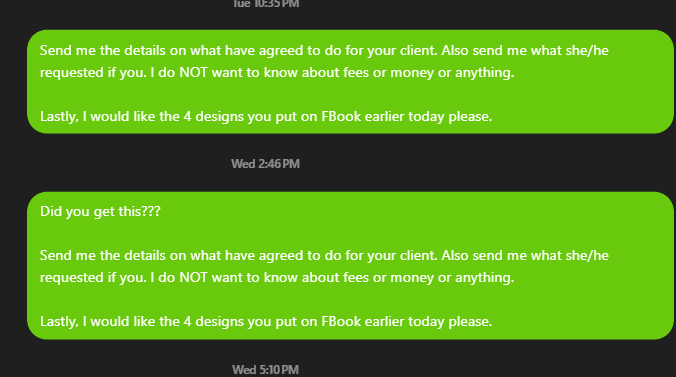 Tue 10:35 PM
Send me the details on what have agreed to do for your client. Also send me what she/he
requested if you. I do NOT want to know about fees or money or anything.
Lastly, I would like the 4 designs you put on FBook earlier today please.
Wed 2:46 PM
Did you get this???
Send me the details on what have agreed to do for your client. Also send me what she/he
requested if you. I do NOT want to know about fees or money or anything.
Lastly, I would like the 4 designs you put on FBook earlier today please.
Wed 5:10 PM